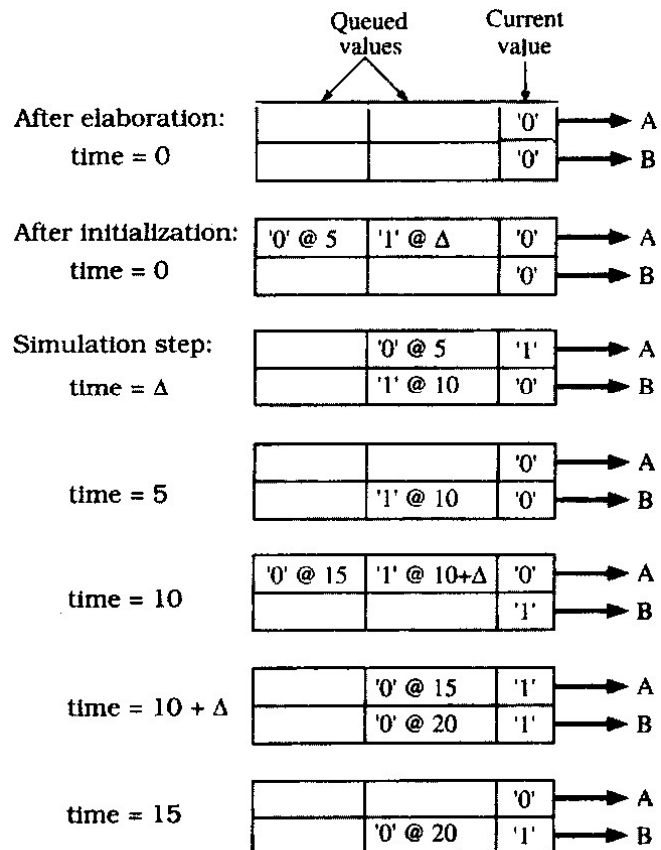 Queued Current
values value
After elaboration: '0' A
time = 0 '0' B
After initialization: '0' @ 5 '1' @ Δ '0' A
time = 0 '0' B
Simulation step: '0' @ 5 '1' A
time = Δ '1' @ 10 '0' B
'0' A
time = 5 '1' @ 10 '0' B
'0' @ 15 '1' @ 10+Δ '0' A
time = 10 '1' B
'0' @ 15 '1' A
time = 10 + Δ '0' @ 20 '1' B
'0' A
time = 15 '0' @ 20 '1' B